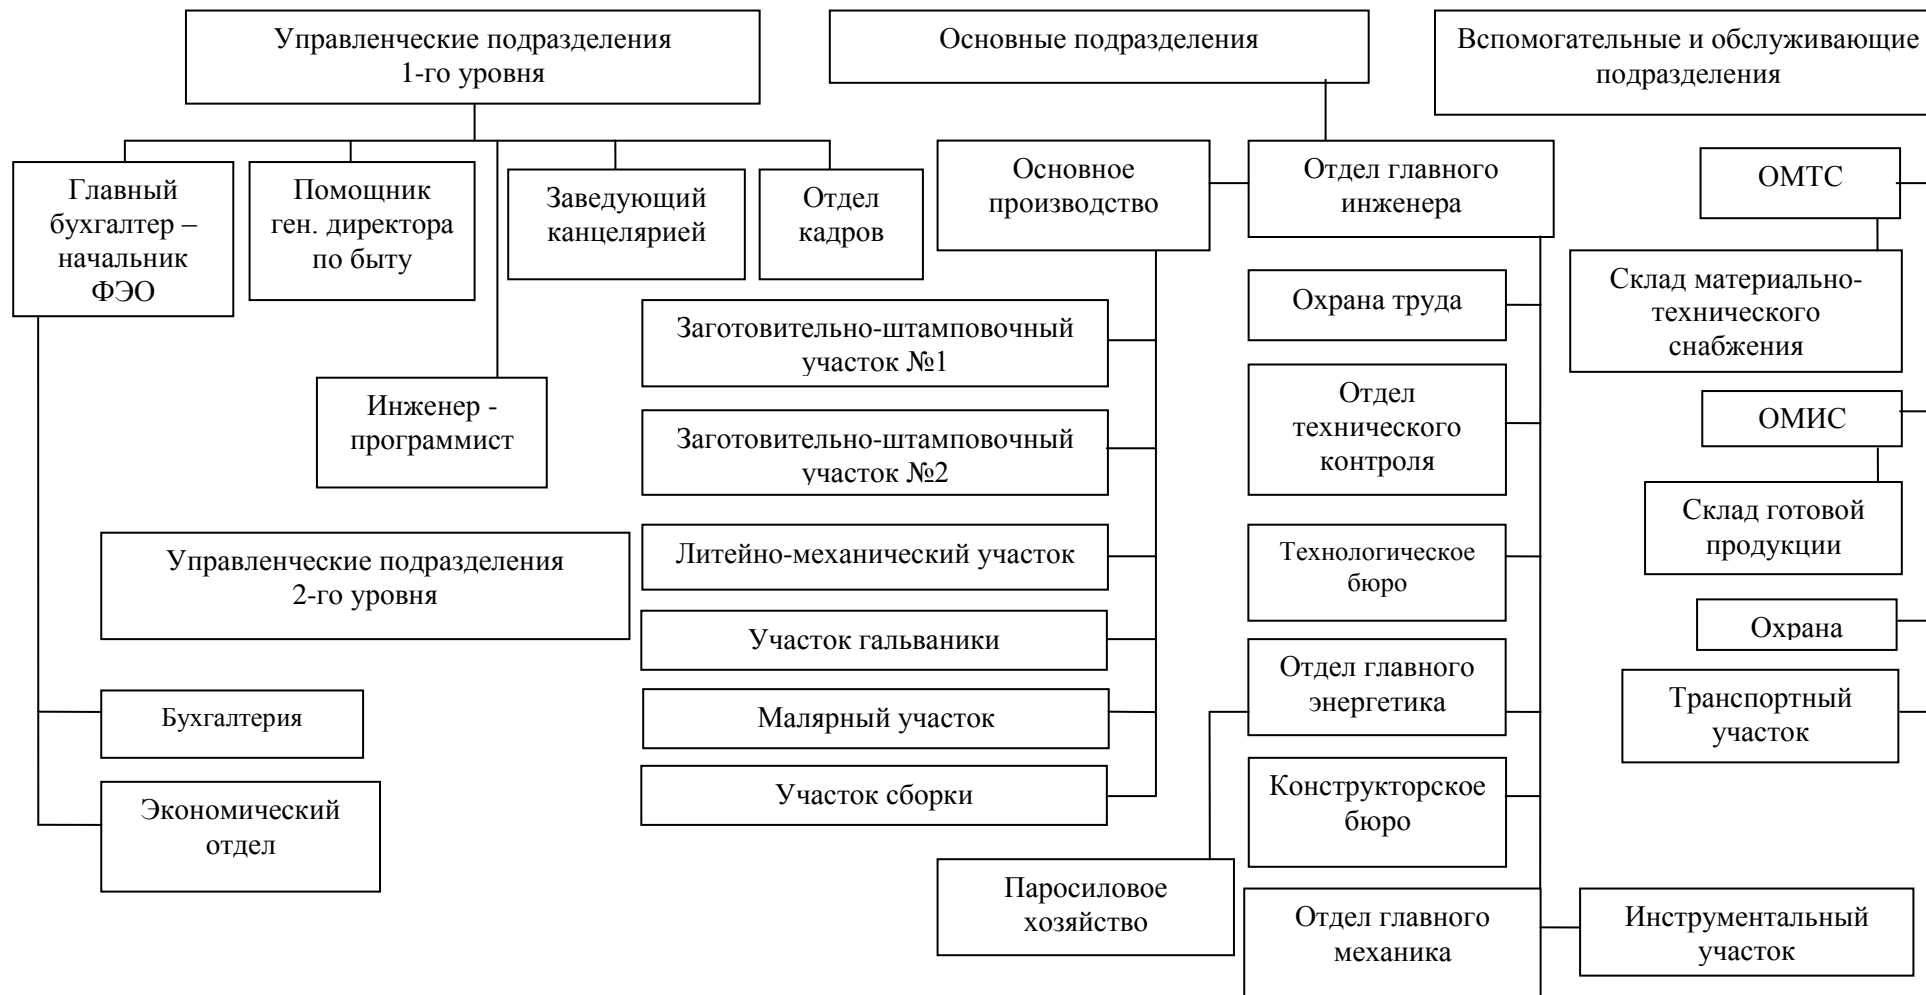 Управленческие подразделения
1-го уровня
Основные подразделения
Вспомогательные и обслуживающие
подразделения
Главный
бухгалтер –
начальник
ФЭО
Помощник
ген. директора
по быту
Заведующий
канцелярией
Отдел
кадров
Основное
производство
Отдел главного
инженера
ОМТС
Склад материально-
технического
снабжения
Охрана труда
Заготовительно-штамповочный
участок №1
Инженер -
программист
Отдел
технического
контроля
ОМИС
Заготовительно-штамповочный
участок №2
Склад готовой
продукции
Управленческие подразделения
2-го уровня
Литейно-механический участок
Технологическое
бюро
Участок гальваники
Охрана
Отдел главного
энергетика
Бухгалтерия
Малярный участок
Транспортный
участок
Участок сборки
Конструкторское
бюро
Экономический
отдел
Паросиловое
хозяйство
Отдел главного
механика
Инструментальный
участок